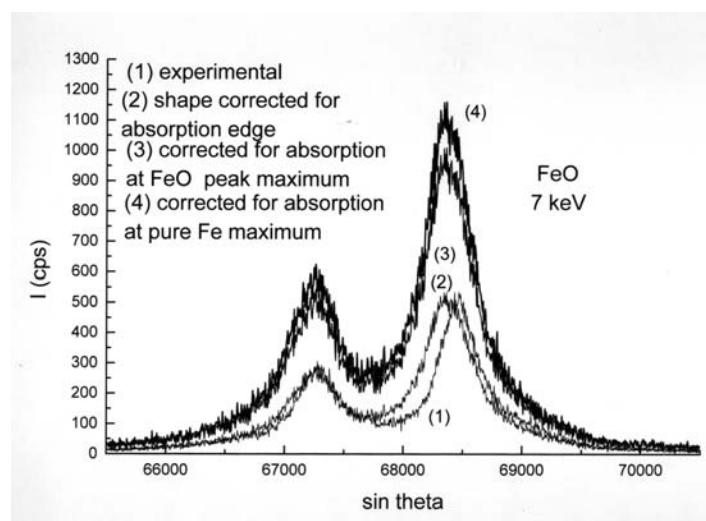 1300
1200
1100
1000
900
800
700
600
500
400
300
200
100
0
I (cps)
(1) experimental
(2) shape corrected for
absorption edge
(3) corrected for absorption
at FeO peak maximum
(4) corrected for absorption
at pure Fe maximum
(4)
FeO
7 keV
(3)
(2)
(1)
66000
67000
68000
69000
70000
sin theta